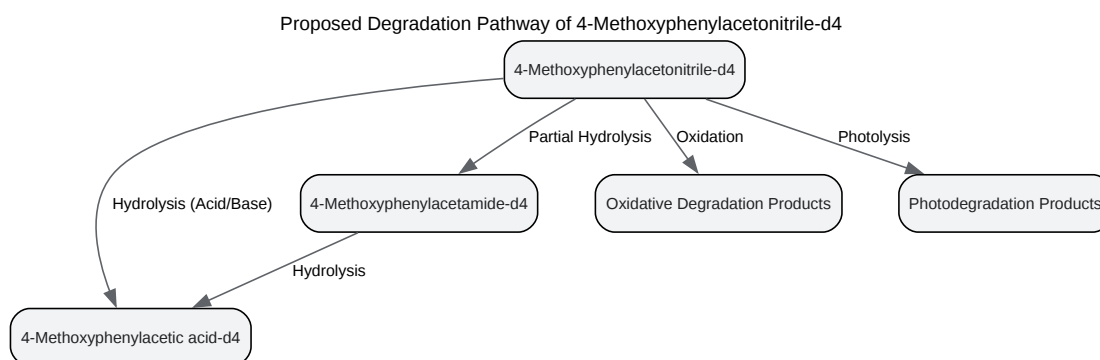 Proposed Degradation Pathway of 4-Methoxyphenylacetonitrile-d4
4-Methoxyphenylacetonitrile-d4
Partial Hydrolysis
Oxidation
Photolysis
Hydrolysis (Acid/Base)
4-Methoxyphenylacetamide-d4
Oxidative Degradation Products
Photodegradation Products
Hydrolysis
4-Methoxyphenylacetic acid-d4